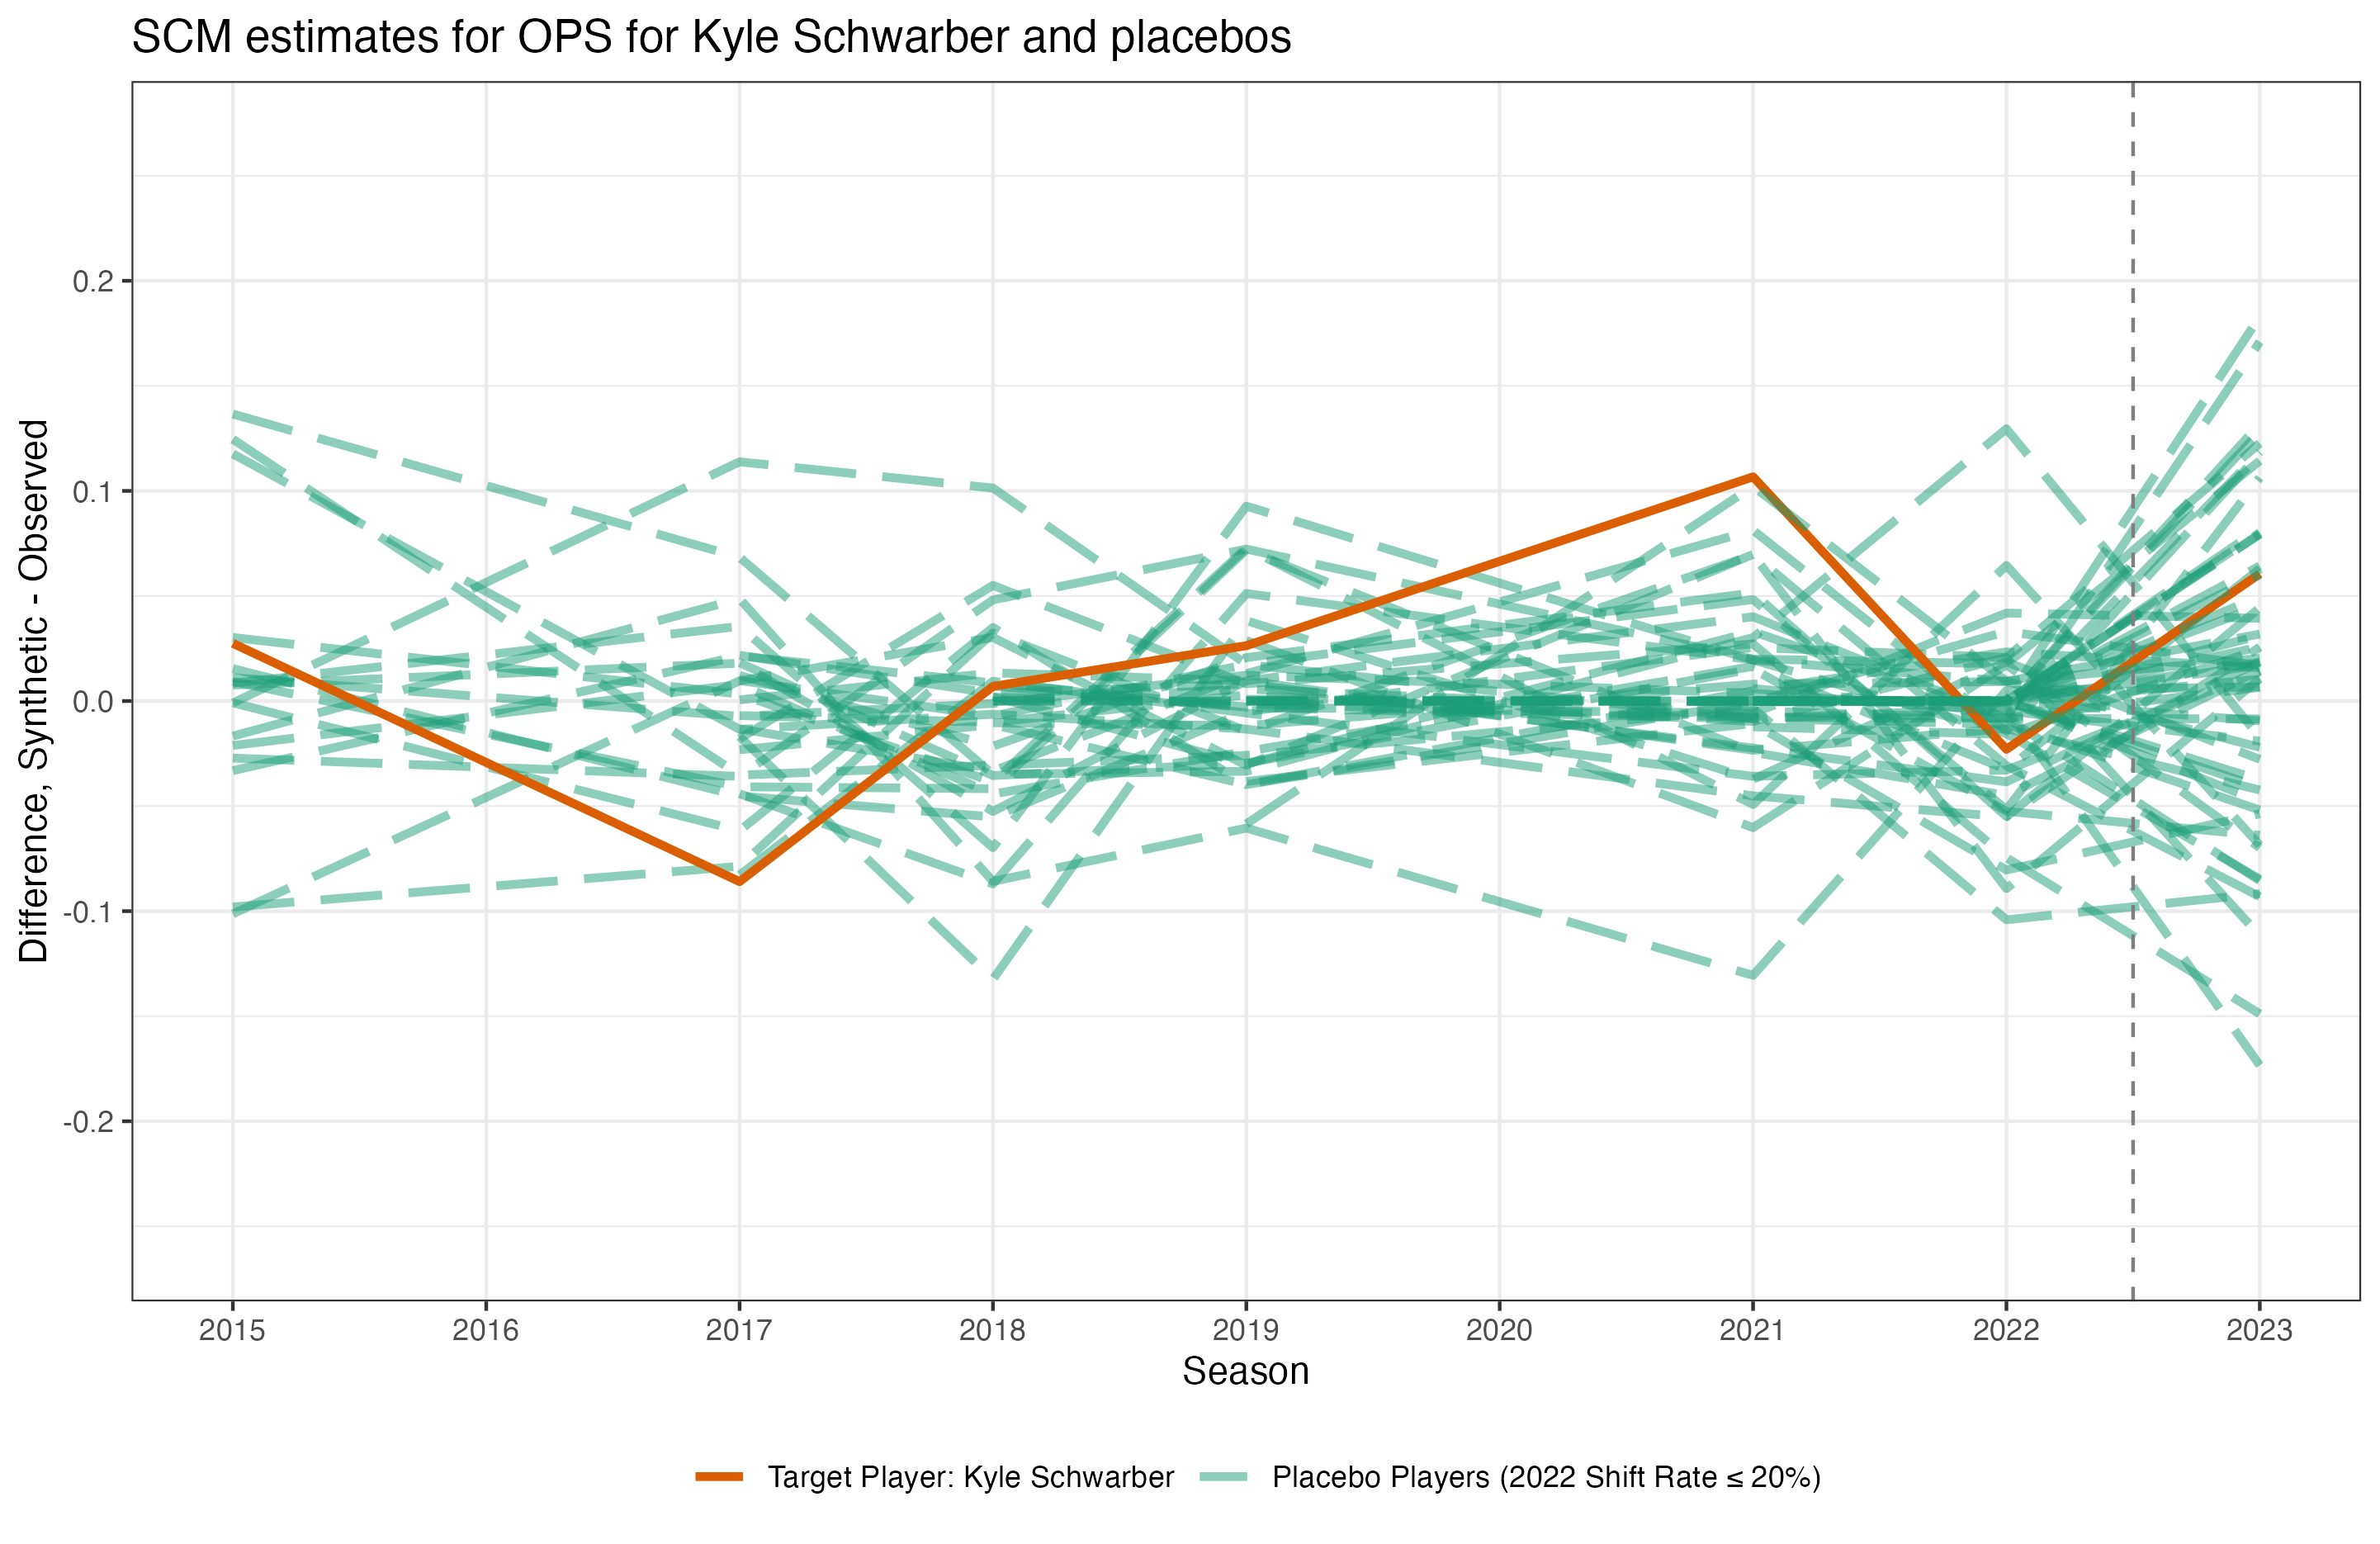 SCM estimates for OPS for Kyle Schwarber and placebos
Difference, Synthetic - Observed
0.2
0.1
0.0
-0.1
-0.2
2015 2016 2017 2018 2019 2020 2021 2022 2023
Season
Target Player: Kyle Schwarber Placebo Players (2022 Shift Rate ≤ 20%)